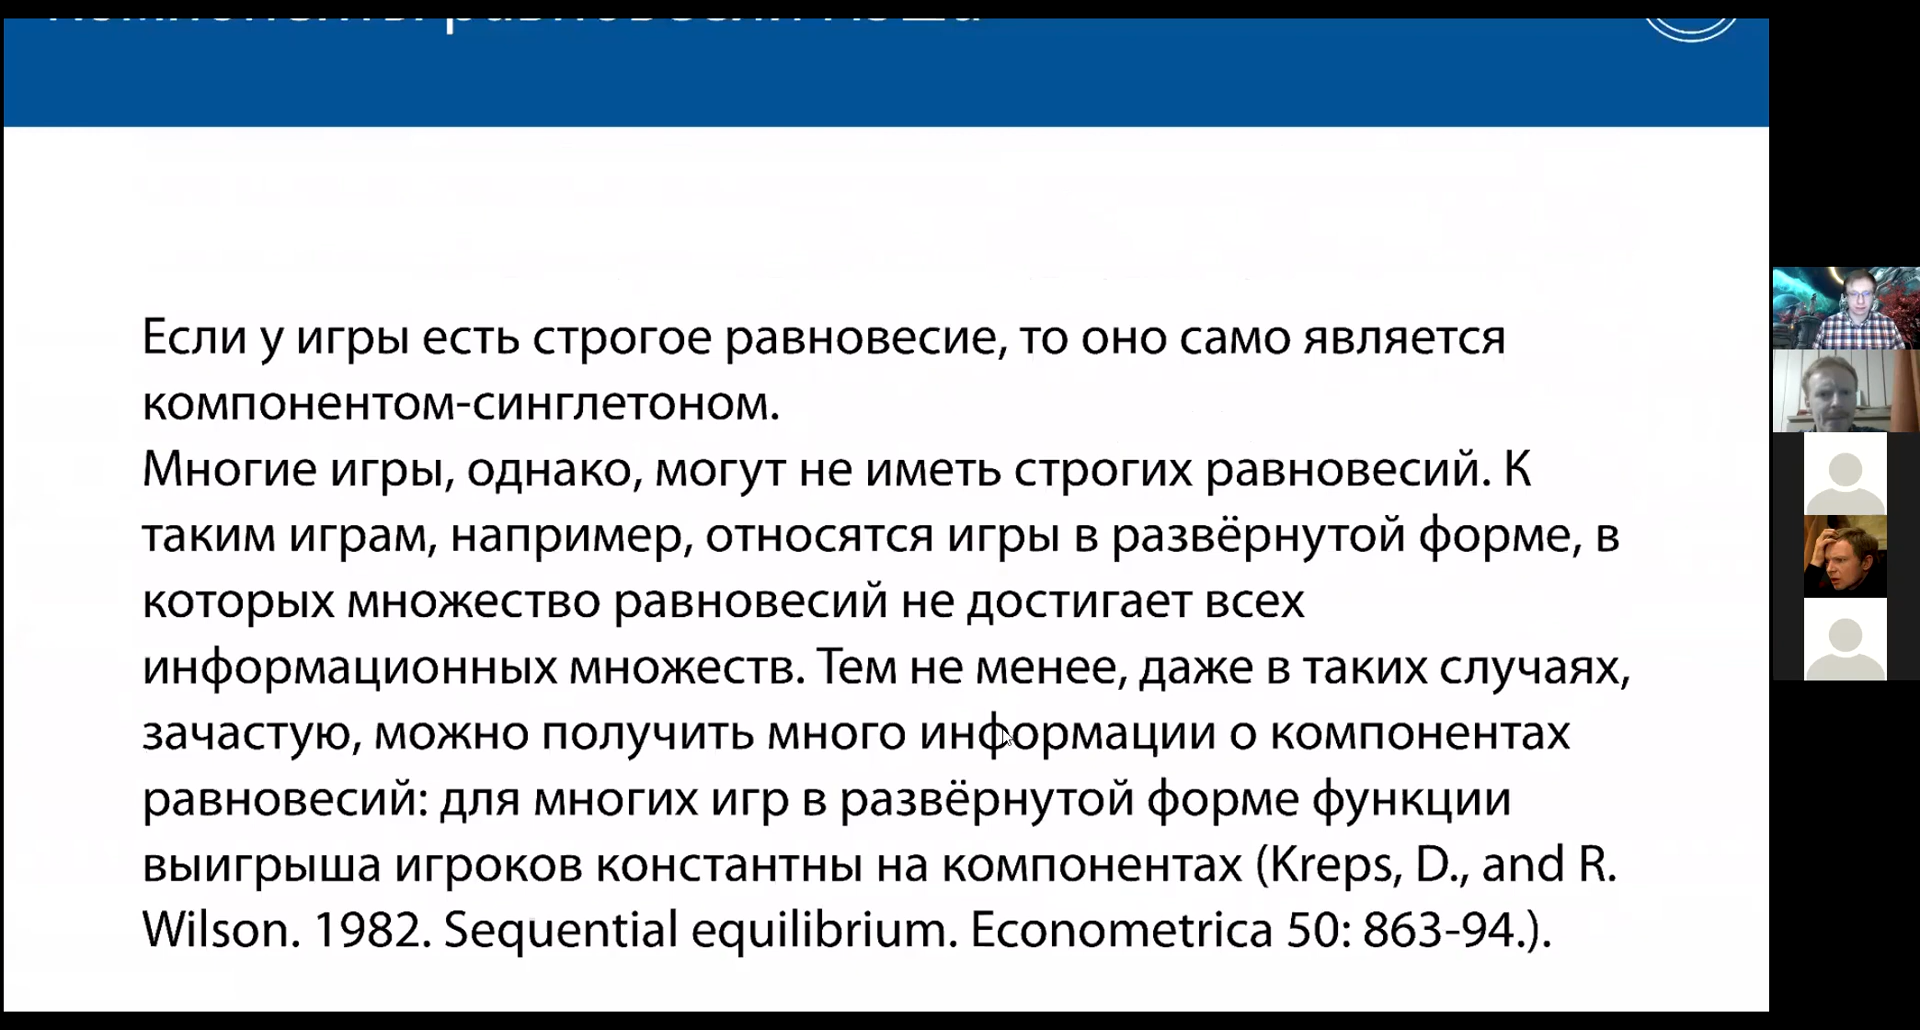 Если у игры есть строгое равновесие, то оно само является
компонентом-синглетоном.
Многие игры, однако, могут не иметь строгих равновесий. К
таким играм, например, относятся игры в развёрнутой форме, в
которых множество равновесий не достигает всех
информационных множеств. Тем не менее, даже в таких случаях,
зачастую, можно получить много информации о компонентах
равновесий: для многих игр в развёрнутой форме функции
выигрыша игроков константны на компонентах (Kreps, D., and R.
Wilson. 1982. Sequential equilibrium. Econometrica 50: 863-94.).